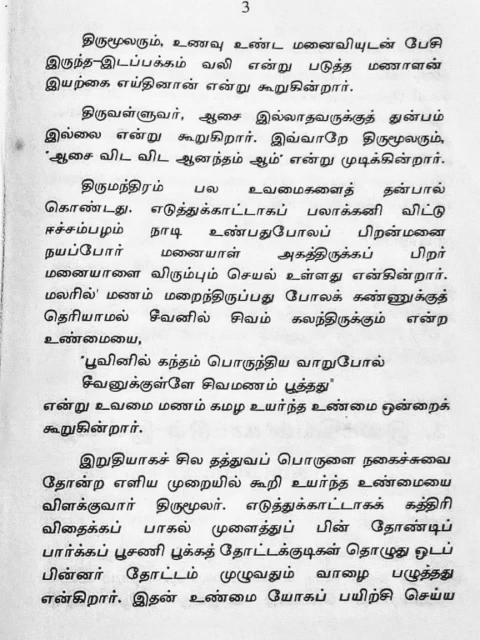 3
திருமூலரும், உணவு உண்ட மனைவியுடன் பேசி
இருந்த-இடப்பக்கம் வலி என்று படுத்த மணாளன்
இயற்கை எய்தினான் என்று கூறுகின்றார்.
திருவள்ளுவர், ஆசை இல்லாதவருக்குத் துன்பம்
இல்லை என்று கூறுகிறார். இவ்வாறே திருமூலரும்,
"ஆசை விட விட ஆனந்தம் ஆம்" என்று முடிக்கின்றார்.
திருமந்திரம் பல உவமைகளைத் தன்பால்
கொண்டது. எடுத்துக்காட்டாகப் பலாக்கனி விட்டு
ஈச்சம்பழம் நாடி உண்பதுபோலப் பிறன்மனை
நயப்போர் மனையாள் அகத்திருக்கப் பிறர்
மனையாளை விரும்பும் செயல் உள்ளது என்கின்றார்.
மலரில்' மணம் மறைந்திருப்பது போலக் கண்ணுக்குத்
தெரியாமல் சீவனில் சிவம் கலந்திருக்கும் என்ற
உண்மையை,
"பூவினில் கந்தம் பொருந்திய வாறுபோல்
சீவனுக்குள்ளே சிவமணம் பூத்தது"
என்று உவமை மணம் கமழ உயர்ந்த உண்மை ஒன்றைக்
கூறுகின்றார்.
இறுதியாகச் சில தத்துவப் பொருளை நகைச்சுவை
தோன்ற எளிய முறையில் கூறி உயர்ந்த உண்மையை
விளக்குவார் திருமூலர். எடுத்துக்காட்டாகக் கத்திரி
விதைக்கப் பாகல் முளைத்துப் பின் தோண்டிப்
பார்க்கப் பூசணி பூக்கத் தோட்டக்குடிகள் தொழுது ஓடப்
பின்னர் தோட்டம் முழுவதும் வாழை பழுத்தது
என்கிறார். இதன் உண்மை யோகப் பயிற்சி செய்ய